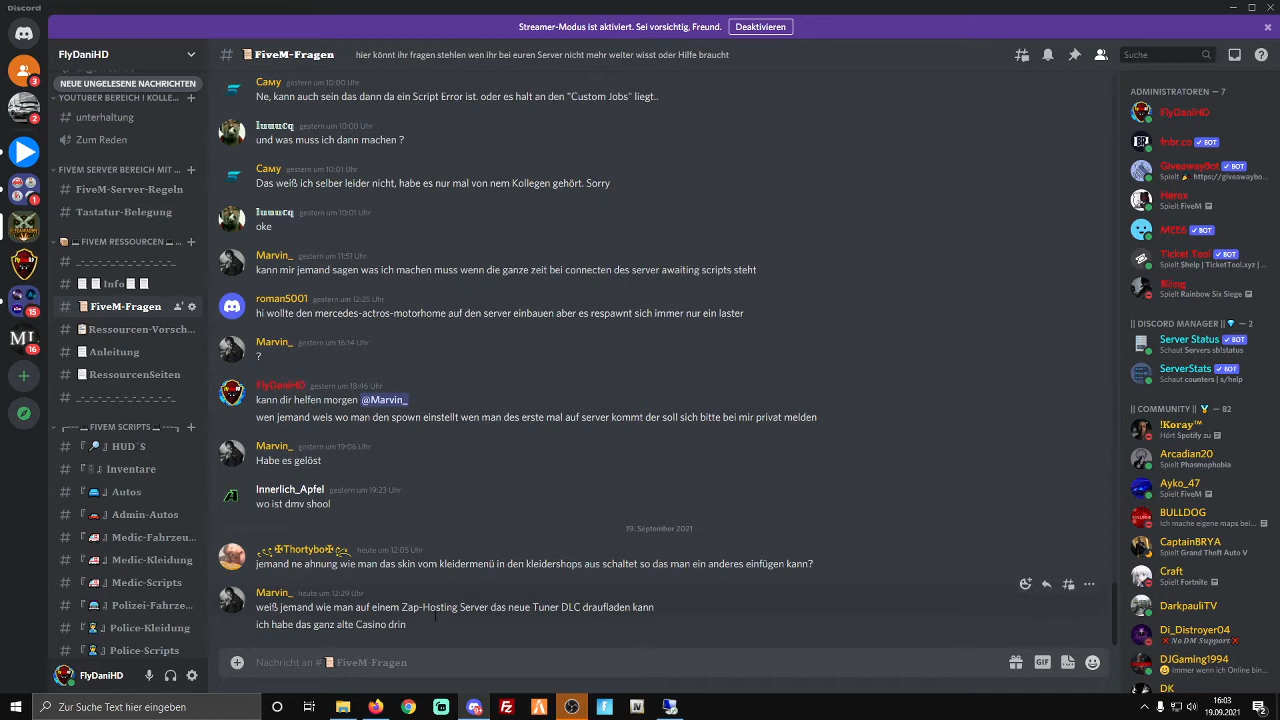 Discord
Streamer-Modus ist aktiviert. Sei vorsichtig, Freund.
Deaktivieren
FlyDaniHD
FiveM-Fragen
hier könnt ihr fragen stehlen wen ihr bei euren Server nicht mehr weiter wisst oder Hilfe braucht
Suche
NEUE UNGELESENE NACHRICHTEN
YOUTUBER BEREICH ! KOLLE...
unterhaltung
Zum Reden
FIVEM SERVER BEREICH MIT ...
FiveM-Server-Regeln
Tastatur-Belegung
FIVEM RESSOURCEN
Info
FiveM-Fragen
Ressourcen-Vorsch...
Anleitung
RessourcenSeiten
FIVEM SCRIPTS
HUD´S
Inventare
Autos
Admin-Autos
Medic-Fahrzeu...
Medic-Kleidung
Medic-Scripts
Polizei-Fahrze...
Police-Kleidung
Police-Scripts
FlyDaniHD
3
2
1
15
MI
16
Camy gestern um 10:00 Uhr
Ne, kann auch sein das dann da ein Script Error ist. oder es halt an den "Custom Jobs" liegt..
gestern um 10:00 Uhr
und was muss ich dann machen ?
Camy gestern um 10:01 Uhr
Das weiß ich selber leider nicht, habe es nur mal von nem Kollegen gehört. Sorry
gestern um 10:01 Uhr
oke
Marvin_ gestern um 11:51 Uhr
kann mir jemand sagen was ich machen muss wenn die ganze zeit bei connecten des server awaiting scripts steht
roman5001 gestern um 12:25 Uhr
hi wollte den mercedes-actros-motorhome auf den server einbauen aber es respawnt sich immer nur ein laster
Marvin_ gestern um 16:14 Uhr
?
FlyDaniHD gestern um 18:46 Uhr
kann dir helfen morgen @Marvin_
wen jemand weis wo man den spown einstellt wen man des erste mal auf server kommt der soll sich bitte bei mir privat melden
Marvin_ gestern um 19:06 Uhr
Habe es gelöst
Innerlich_Apfel gestern um 19:23 Uhr
wo ist dmv shool
19. September 2021
✠Thortybo✠ heute um 12:05 Uhr
jemand ne ahnung wie man das skin vom kleidermenü in den kleidershops aus schaltet so das man ein anderes einfügen kann?
Marvin_ heute um 12:29 Uhr
weiß jemand wie man auf einem Zap-Hosting Server das neue Tuner DLC draufladen kann
ich habe das ganz alte Casino drin
Nachricht an # FiveM-Fragen
GIF
ADMINISTRATOREN — 7
FlyDaniHD
fnbr.co ✓ BOT
GiveawayBot ✓ BOT
Spielt 🎉 https://giveawaybo...
Herox
Spielt FiveM
MEE6 ✓ BOT
Ticket Tool ✓ BOT
Spielt $help | TicketTool.xyz | ...
Spielt Rainbow Six Siege
|| DISCORD MANAGER || — 2
Server Status ✓ BOT
Schaut Servers sb!status
ServerStats ✓ BOT
Schaut counters | s/help
|| COMMUNITY || — 82
!Koray™
Hört Spotify zu
Arcadian20
Spielt Phasmophobia
Ayko_47
Spielt FiveM
BULLDOG
Ich mache eigene maps bei...
CaptainBRYA
Spielt Grand Theft Auto V
Craft
Spielt Fortnite
DarkpauliTV
Di_Distroyer04
No DM Support
DJGaming1994
Immer wenn ich Online bin...
DK
Zur Suche Text hier eingeben
16:03
19.09.2021